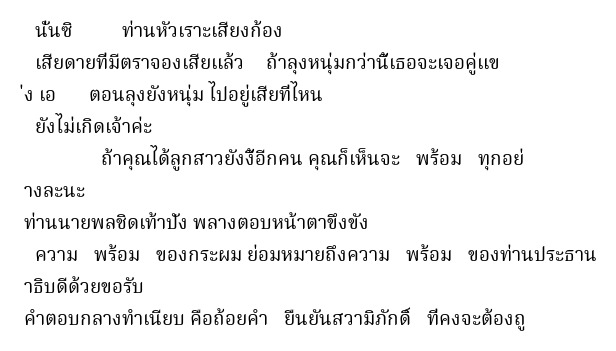 นั่นซิ ท่านหัวเราะเสียงก้อง
เสียดายที่มีตราจองเสียแล้ว ถ้าลุงหนุ่มกว่านี้เธอจะเจอคู่แข
่ง เอ ตอนลุงยังหนุ่ม ไปอยู่เสียที่ไหน
ยังไม่เกิดเจ้าค่ะ
ถ้าคุณได้ลูกสาวยังงี้อีกคน คุณก็เห็นจะ พร้อม ทุกอย่
างละนะ
ท่านนายพลชิดเท้าปัง พลางตอบหน้าตาขึงขัง
ความ พร้อม ของกระผม ย่อมหมายถึงความ พร้อม ของท่านประธาน
าธิบดีด้วยขอรับ
คำตอบกลางทำเนียบ คือถ้อยคำ ยืนยันสวามิภักดิ์ ที่คงจะต้องถู